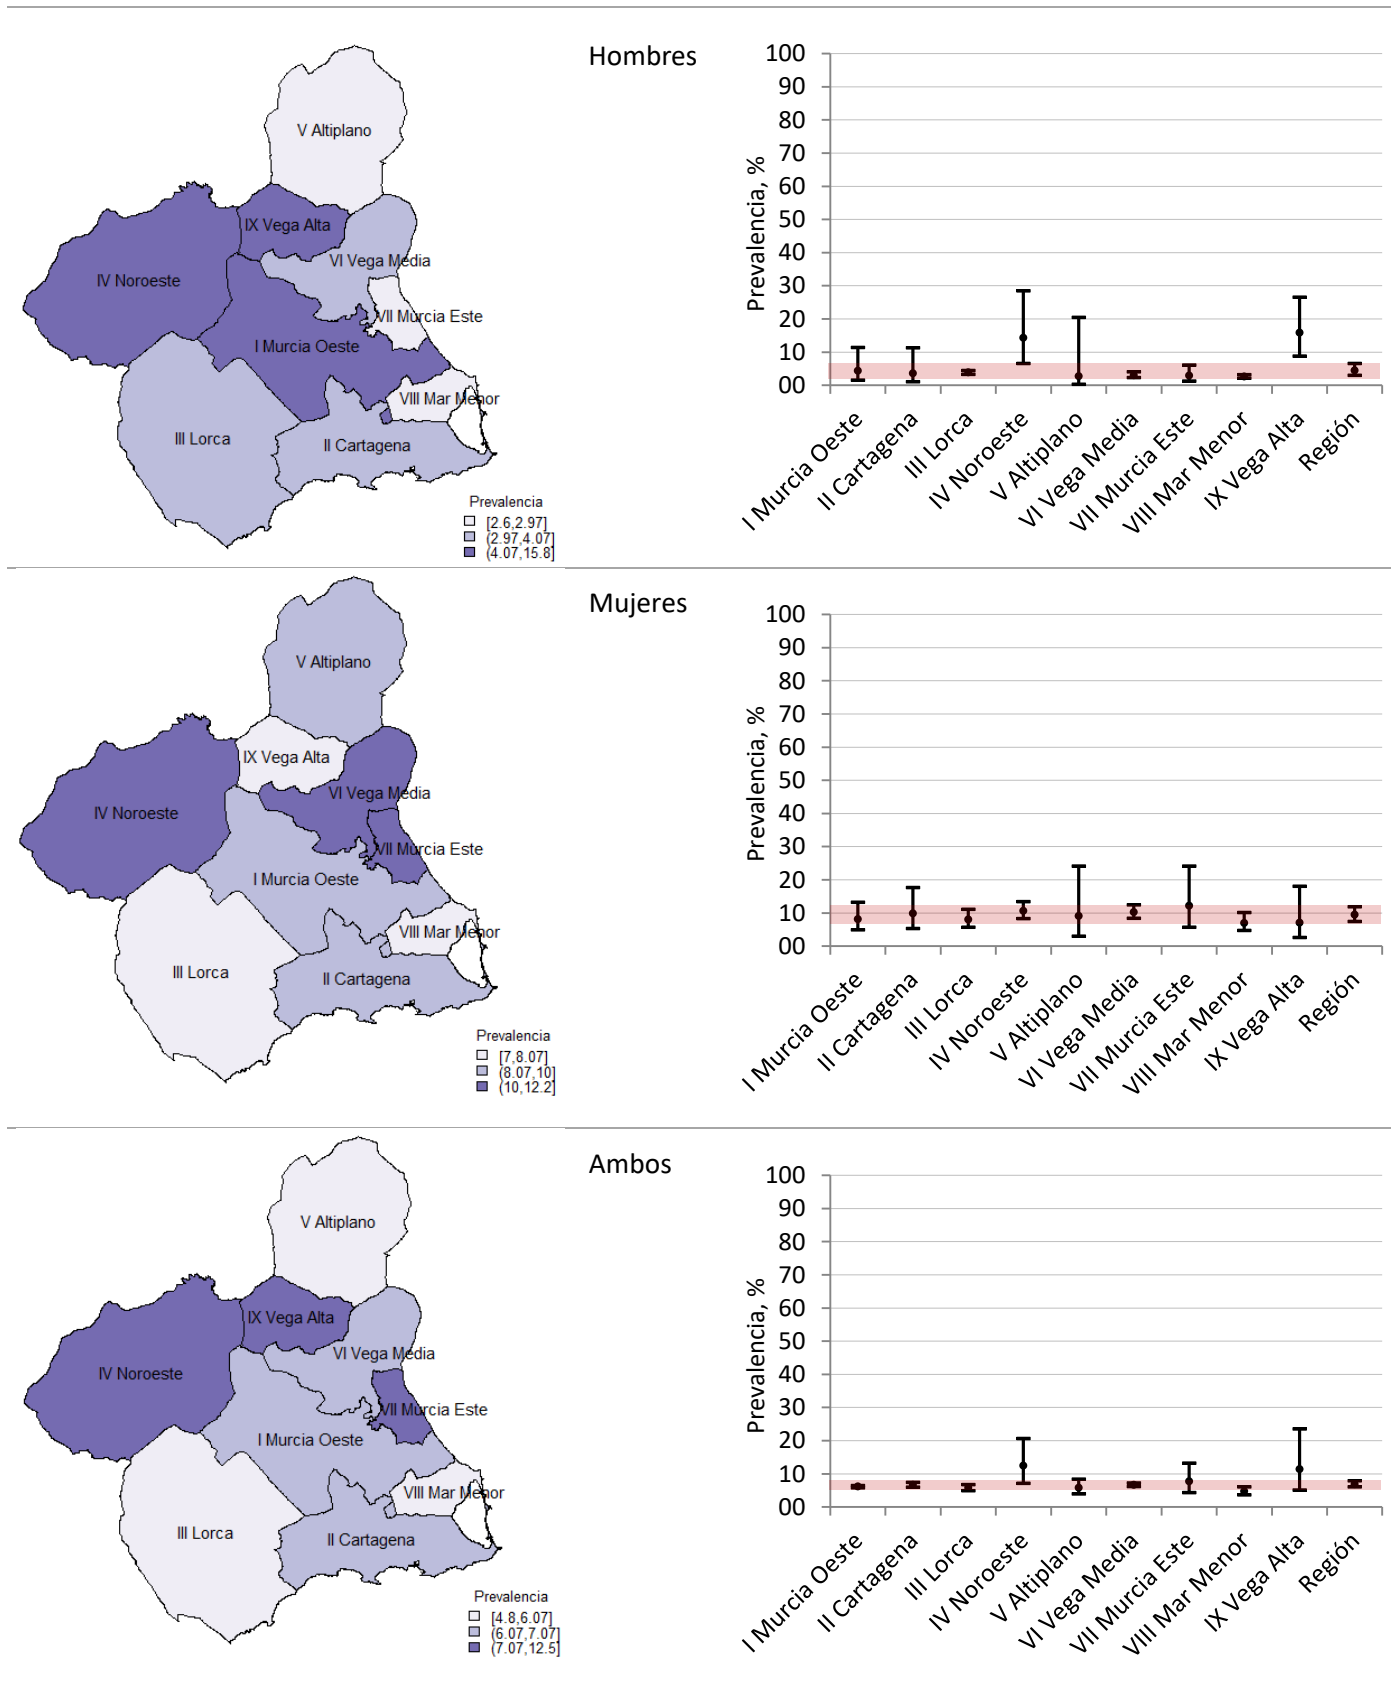 Hombres
V Altiplano
IX Vega Alta
VI Vega Media
IV Noroeste
VII Murcia Este
I Murcia Oeste
VIII Mar Menor
III Lorca
II Cartagena
Prevalencia
[2.6,2.97]
(2.97,4.07]
(4.07,15.8]
Prevalencia, %
100
90
80
70
60
50
40
30
20
10
00
I Murcia Oeste
II Cartagena
III Lorca
IV Noroeste
V Altiplano
VI Vega Media
VII Murcia Este
VIII Mar Menor
IX Vega Alta
Región
Mujeres
V Altiplano
IX Vega Alta
VI Vega Media
IV Noroeste
VII Murcia Este
I Murcia Oeste
VIII Mar Menor
III Lorca
II Cartagena
Prevalencia
[7,8.07]
(8.07,10]
(10,12.2]
Prevalencia, %
100
90
80
70
60
50
40
30
20
10
00
I Murcia Oeste
II Cartagena
III Lorca
IV Noroeste
V Altiplano
VI Vega Media
VII Murcia Este
VIII Mar Menor
IX Vega Alta
Región
Ambos
V Altiplano
IX Vega Alta
VI Vega Media
IV Noroeste
VII Murcia Este
I Murcia Oeste
VIII Mar Menor
III Lorca
II Cartagena
Prevalencia
[4.8,6.07]
(6.07,7.07]
(7.07,12.5]
Prevalencia, %
100
90
80
70
60
50
40
30
20
10
00
I Murcia Oeste
II Cartagena
III Lorca
IV Noroeste
V Altiplano
VI Vega Media
VII Murcia Este
VIII Mar Menor
IX Vega Alta
Región